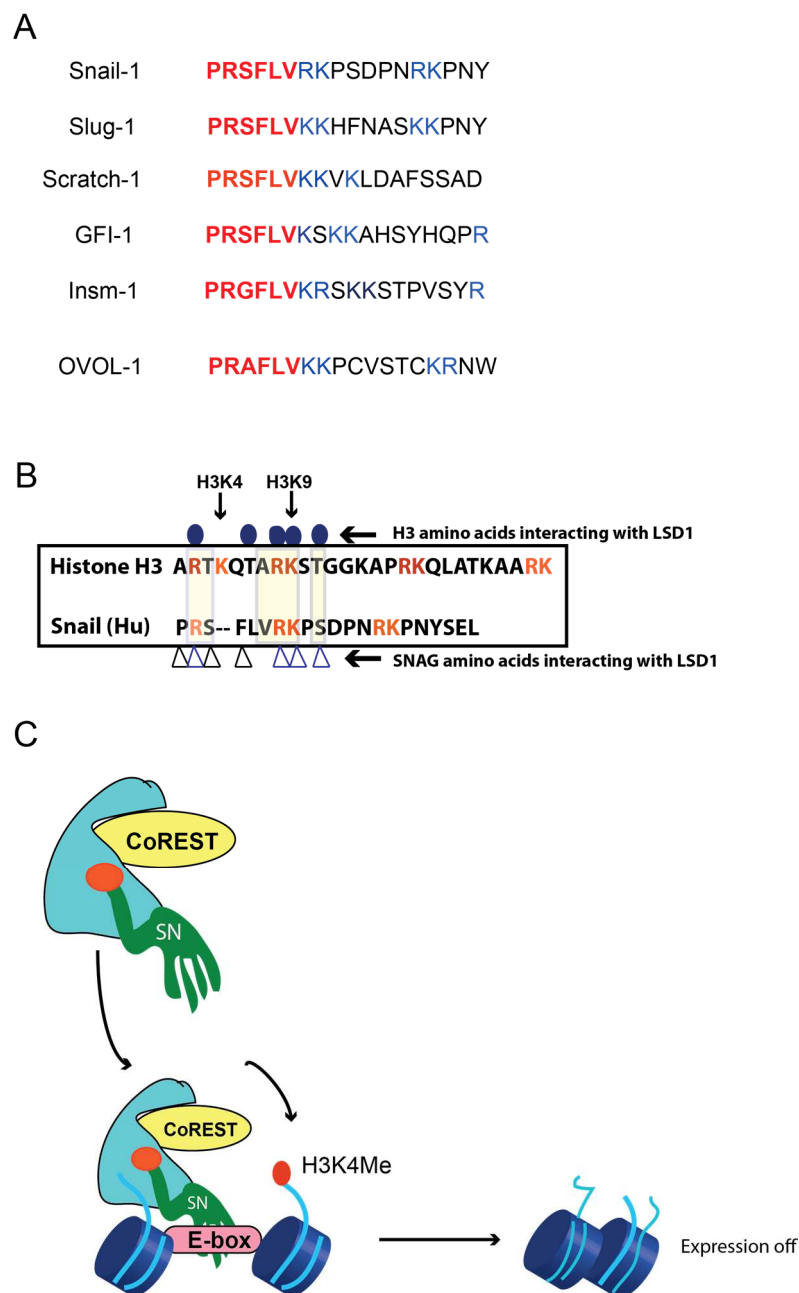 A
Snail-1 PRSFLVRKPSDPNRKPNY
Slug-1 PRSFLVKKHFNASKKPNY
Scratch-1 PRSFLVKKVKLDAFSSAD
GFI-1 PRSFLVKSKKAHSYHQPR
Insm-1 PRGFLVKRSKKSTPVSYR
OVOL-1 PRAFLVKKPCVSTCKRNW
B
H3K4 H3K9
H3 amino acids interacting with LSD1
Histone H3 ARTKQTARKSTGGKAPRKQLATKAARK
Snail (Hu) PRS--FLVRKPSDPNRKPNYSEL
SNAG amino acids interacting with LSD1
C
CoREST
SN
CoREST
H3K4Me
SN
E-box
Expression off